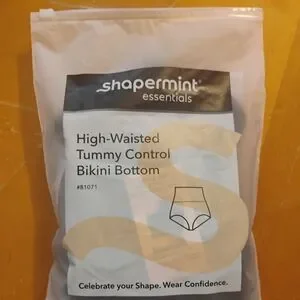 shapermint
essentials
High-Waisted
Tummy Control
Bikini Bottom
#81071
Celebrate your Shape. Wear Confidence.